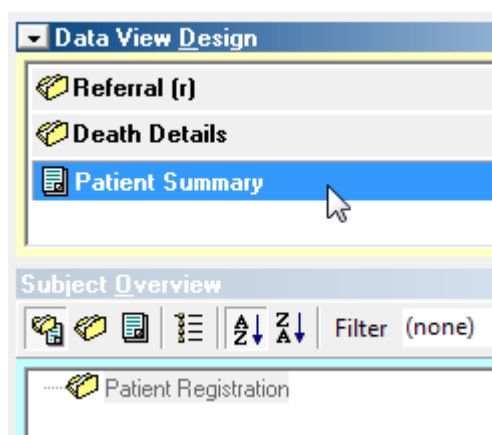 Data View Design
Referral (r)
Death Details
Patient Summary
Subject Overview
A Z Z A Filter (none)
Patient Registration